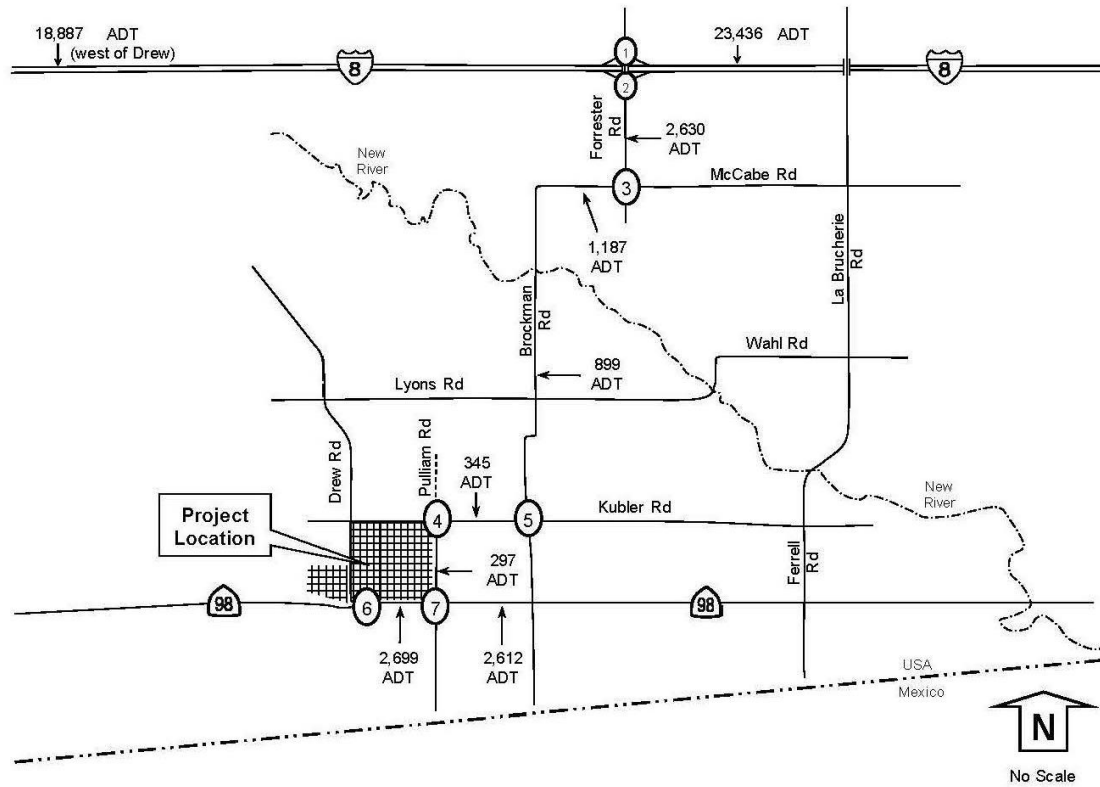 18,887 ADT
(west of Drew)
23,436 ADT
8
8
1
2
Forrester
Rd
2,630
ADT
New
River
3
McCabe Rd
1,187
ADT
La Brucherie
Rd
Brockman
Rd
Wahl Rd
899
ADT
Lyons Rd
Drew Rd
Pulliam Rd
345
ADT
New
River
Project
Location
4
5
Kubler Rd
297
ADT
Ferrell
Rd
98
6
7
98
2,699
ADT
2,612
ADT
USA
Mexico
N
No Scale